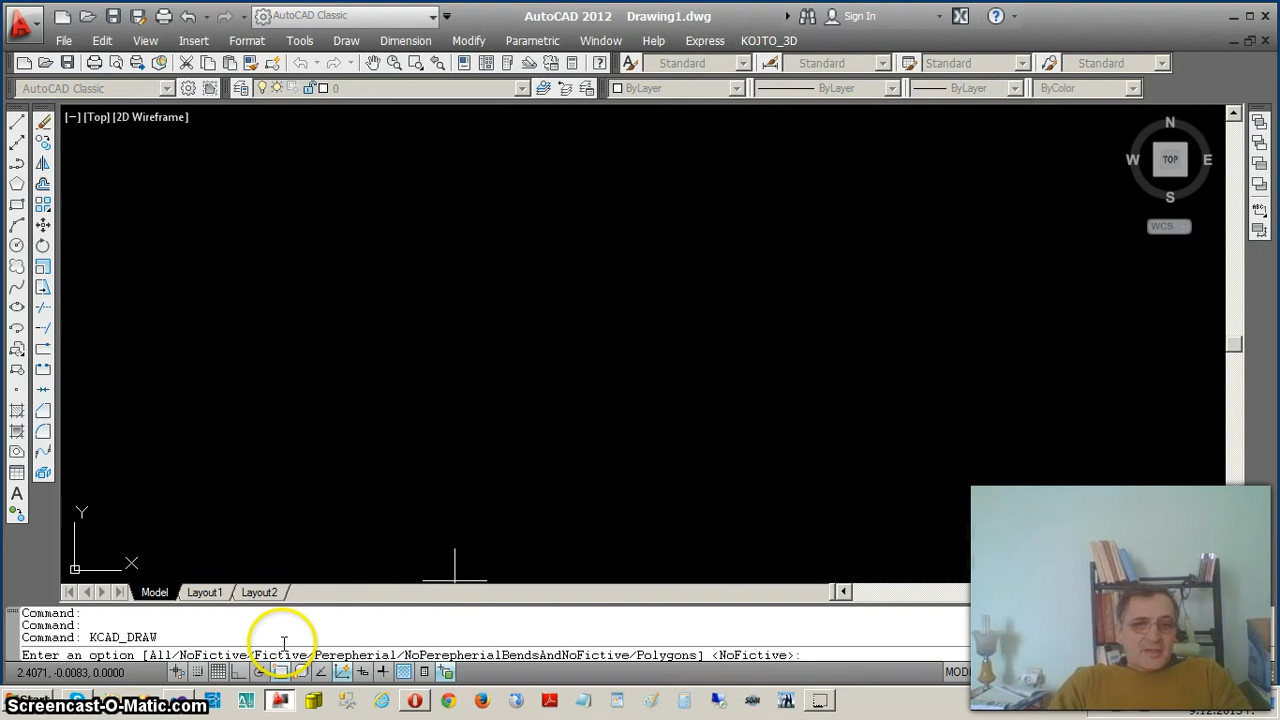 AutoCAD Classic
AutoCAD 2012 Drawing1.dwg
Sign In
File Edit View Insert Format Tools Draw Dimension Modify Parametric Window Help Express KOJTO_3D
Standard Standard Standard Standard
AutoCAD Classic 0 ByLayer ByLayer ByLayer ByColor
[−] [Top] [2D Wireframe]
N
W TOP E
S
WCS
Y
X
Model Layout1 Layout2
Command:
Command:
Command: KCAD_DRAW
Enter an option [All/NoFictive/Fictive/Perepherial/NoPerepherialBendsAndNoFictive/Polygons] <NoFictive>:
2.4071, -0.0083, 0.0000
Screencast-O-Matic.com